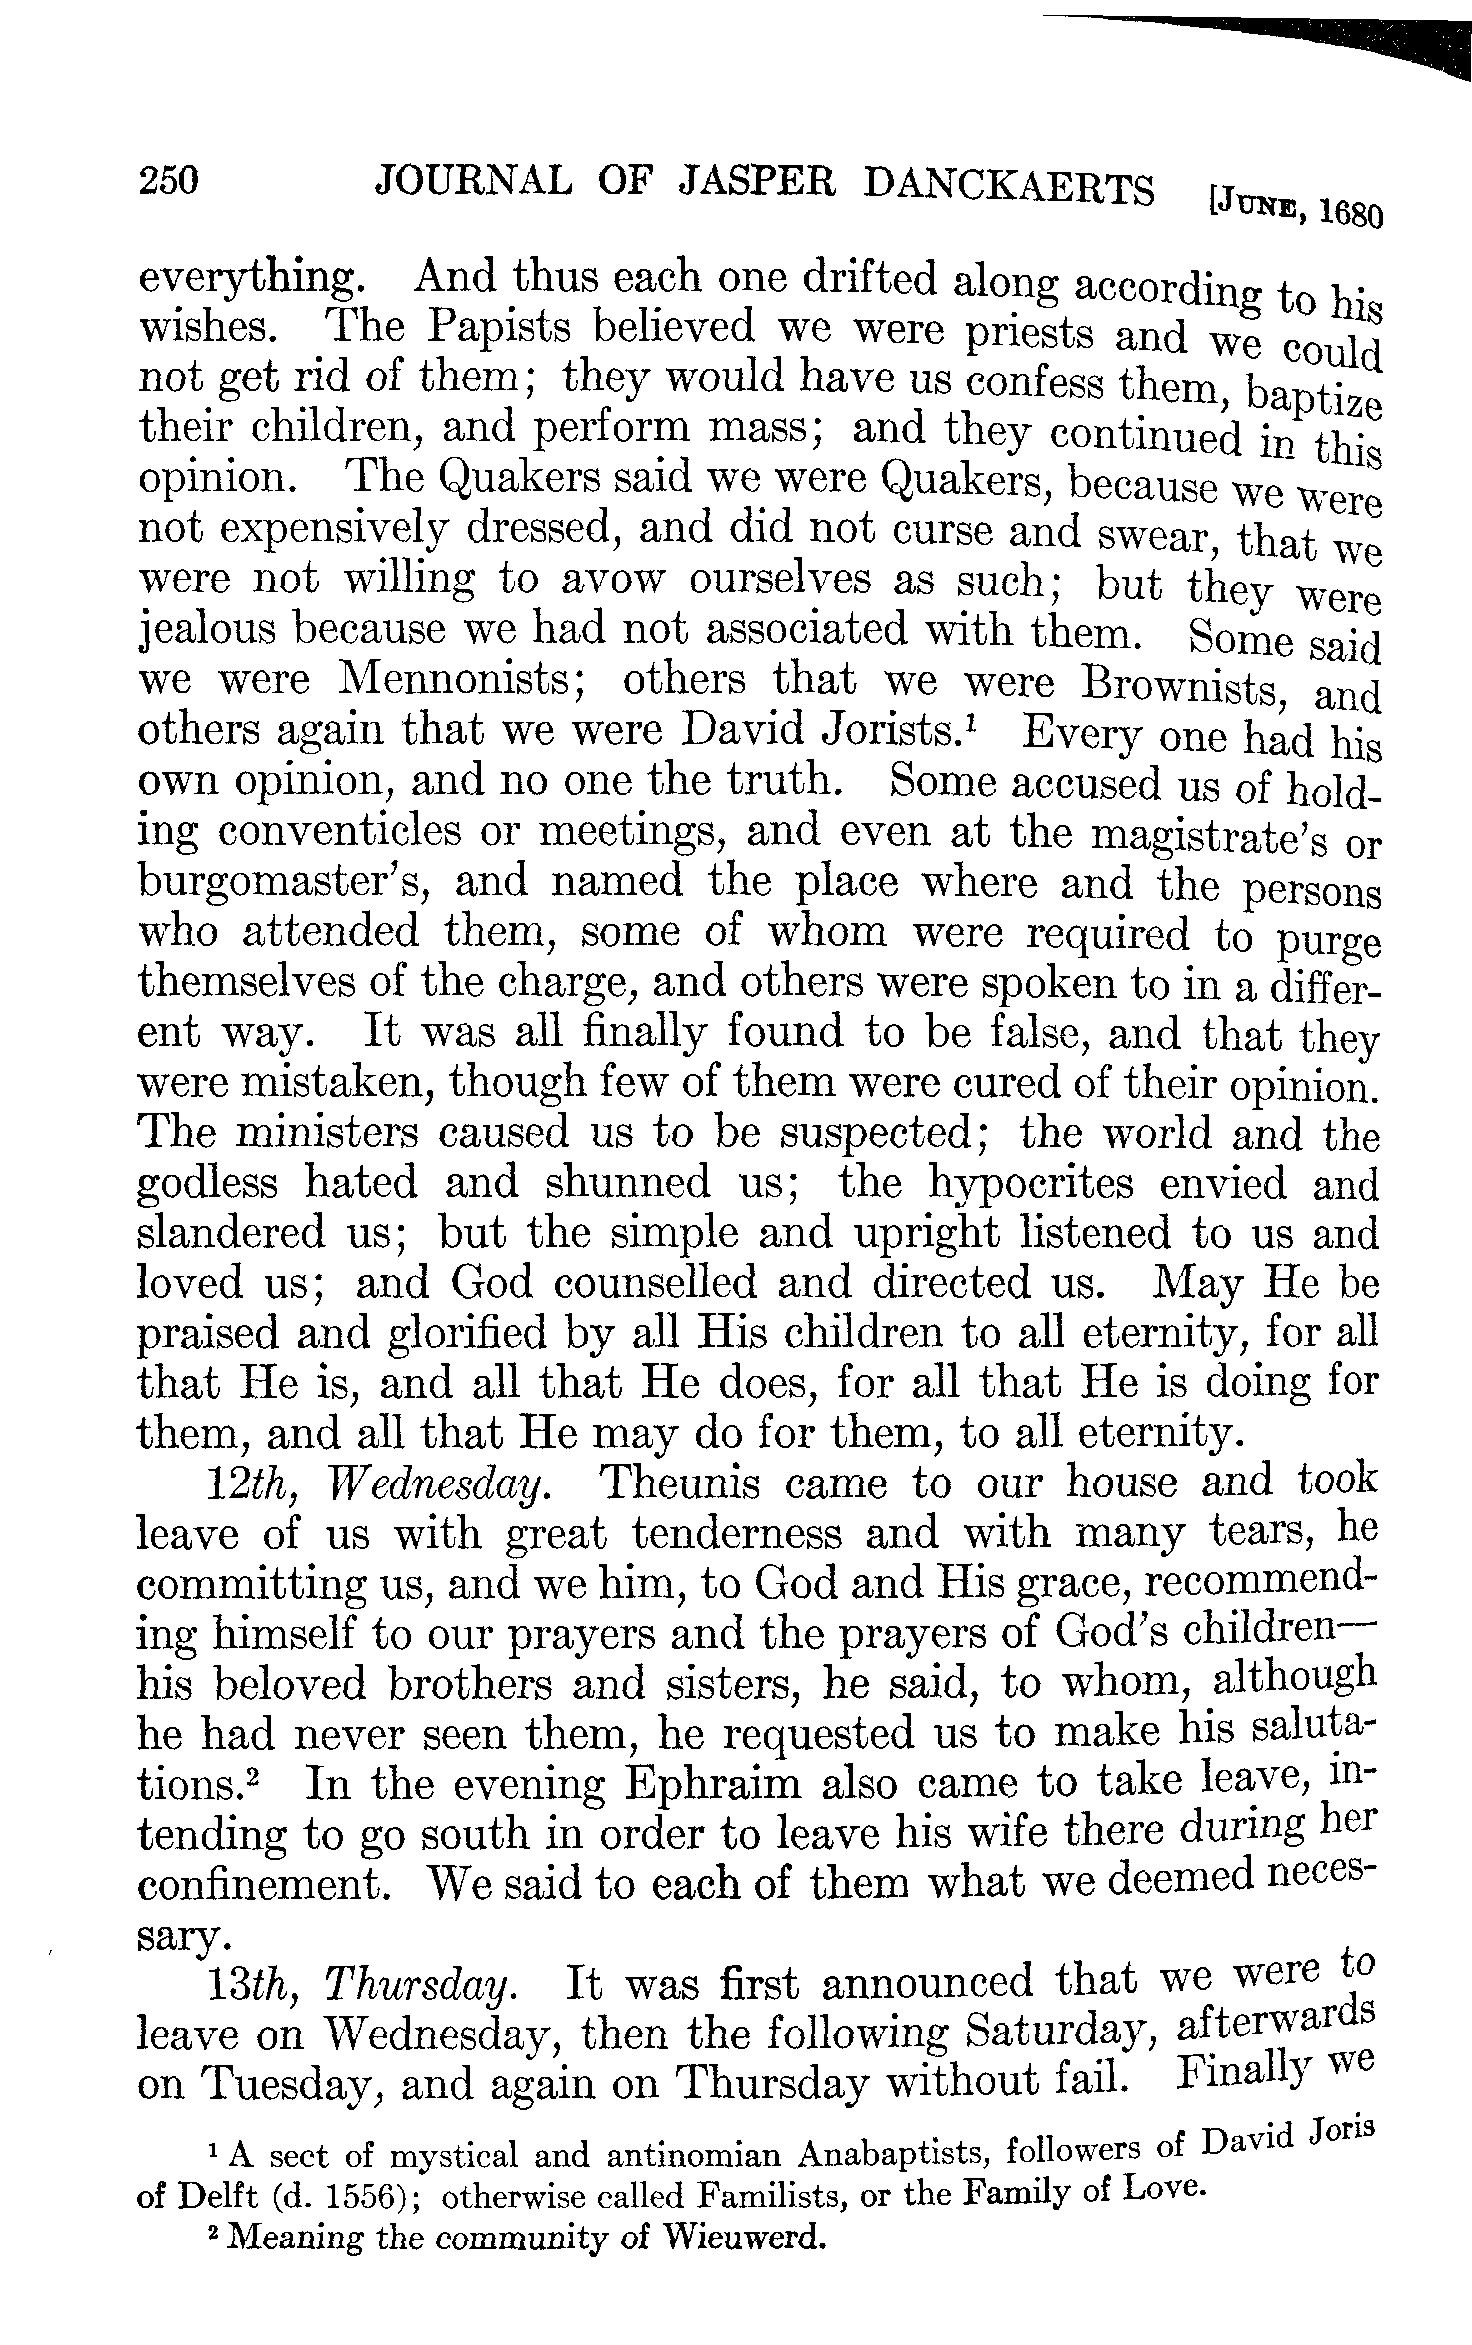 250 JOURNAL OF JASPER DANCKAERTS [JUNE, 1680
everything. And thus each one drifted along according to his
wishes. The Papists believed we were priests and we could
not get rid of them; they would have us confess them, baptize
their children, and perform mass; and they continued in this
opinion. The Quakers said we were Quakers, because we were
not expensively dressed, and did not curse and swear, that we
were not willing to avow ourselves as such; but they were
jealous because we had not associated with them. Some said
we were Mennonists; others that we were Brownists, and
others again that we were David Jorists.¹ Every one had his
own opinion, and no one the truth. Some accused us of hold-
ing conventicles or meetings, and even at the magistrate's or
burgomaster's, and named the place where and the persons
who attended them, some of whom were required to purge
themselves of the charge, and others were spoken to in a differ-
ent way. It was all finally found to be false, and that they
were mistaken, though few of them were cured of their opinion.
The ministers caused us to be suspected; the world and the
godless hated and shunned us; the hypocrites envied and
slandered us; but the simple and upright listened to us and
loved us; and God counselled and directed us. May He be
praised and glorified by all His children to all eternity, for all
that He is, and all that He does, for all that He is doing for
them, and all that He may do for them, to all eternity.
12th, Wednesday. Theunis came to our house and took
leave of us with great tenderness and with many tears, he
committing us, and we him, to God and His grace, recommend-
ing himself to our prayers and the prayers of God's children—
his beloved brothers and sisters, he said, to whom, although
he had never seen them, he requested us to make his saluta-
tions.² In the evening Ephraim also came to take leave, in-
tending to go south in order to leave his wife there during her
confinement. We said to each of them what we deemed neces-
sary.
13th, Thursday. It was first announced that we were to
leave on Wednesday, then the following Saturday, afterwards
on Tuesday, and again on Thursday without fail. Finally we
¹ A sect of mystical and antinomian Anabaptists, followers of David Joris
of Delft (d. 1556); otherwise called Familists, or the Family of Love.
² Meaning the community of Wieuwerd.